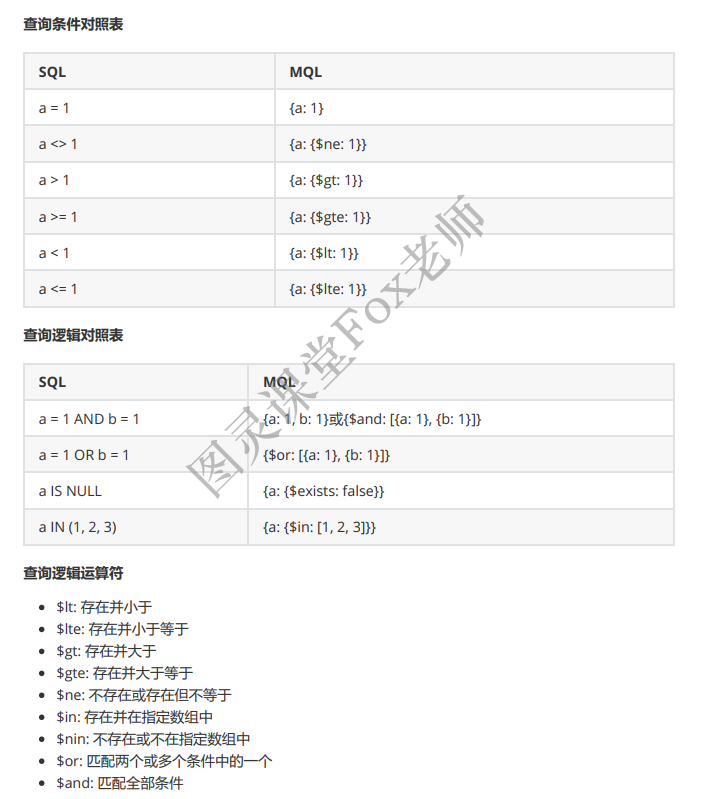 查询条件对照表
SQL MQL
a = 1 {a: 1}
a <> 1 {a: {$ne: 1}}
a > 1 {a: {$gt: 1}}
a >= 1 {a: {$gte: 1}}
a < 1 {a: {$lt: 1}}
a <= 1 {a: {$lte: 1}}
查询逻辑对照表
SQL MQL
a = 1 AND b = 1 {a: 1, b: 1}或{$and: [{a: 1}, {b: 1}]}
a = 1 OR b = 1 {$or: [{a: 1}, {b: 1}]}
a IS NULL {a: {$exists: false}}
a IN (1, 2, 3) {a: {$in: [1, 2, 3]}}
查询逻辑运算符
• $lt: 存在并小于
• $lte: 存在并小于等于
• $gt: 存在并大于
• $gte: 存在并大于等于
• $ne: 不存在或存在但不等于
• $in: 存在并在指定数组中
• $nin: 不存在或不在指定数组中
• $or: 匹配两个或多个条件中的一个
• $and: 匹配全部条件
图灵课堂Fox老师